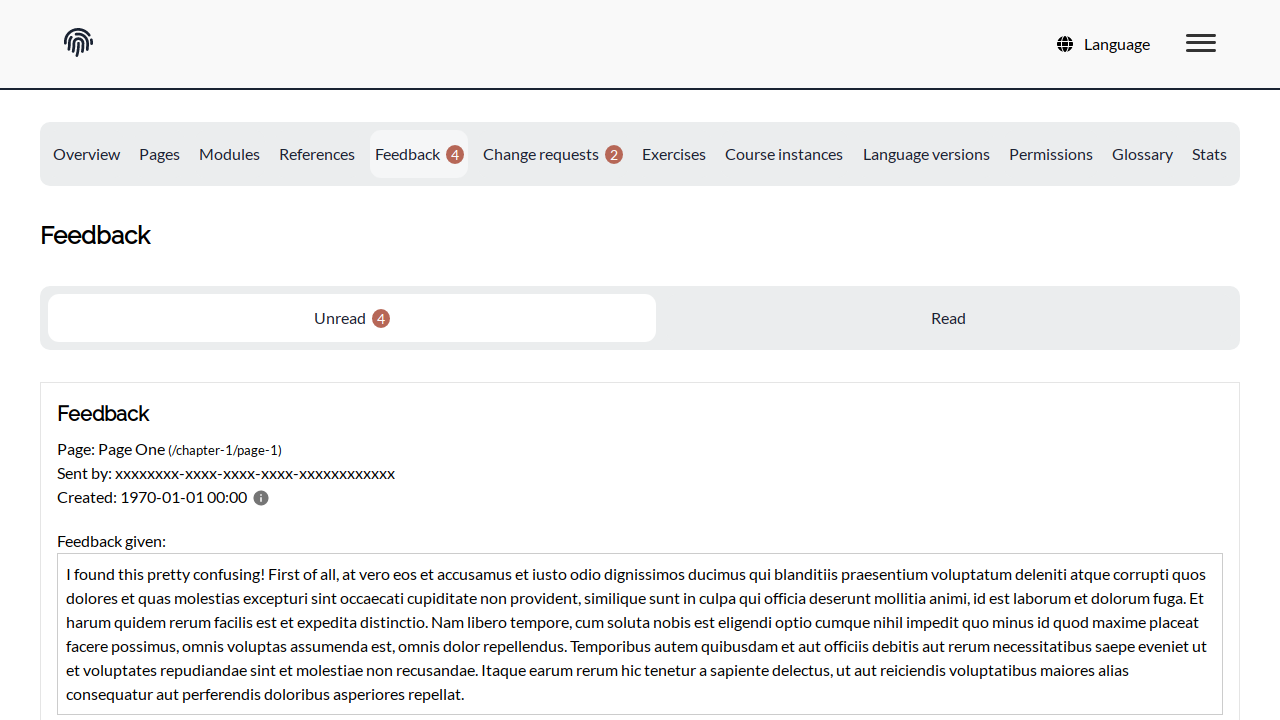 Language
Overview Pages Modules References Feedback 4 Change requests 2 Exercises Course instances Language versions Permissions Glossary Stats
Feedback
Unread 4 Read
Feedback
Page: Page One (/chapter-1/page-1)
Sent by: xxxxxxxx-xxxx-xxxx-xxxx-xxxxxxxxxxxx
Created: 1970-01-01 00:00
Feedback given:
I found this pretty confusing! First of all, at vero eos et accusamus et iusto odio dignissimos ducimus qui blanditiis praesentium voluptatum deleniti atque corrupti quos
dolores et quas molestias excepturi sint occaecati cupiditate non provident, similique sunt in culpa qui officia deserunt mollitia animi, id est laborum et dolorum fuga. Et
harum quidem rerum facilis est et expedita distinctio. Nam libero tempore, cum soluta nobis est eligendi optio cumque nihil impedit quo minus id quod maxime placeat
facere possimus, omnis voluptas assumenda est, omnis dolor repellendus. Temporibus autem quibusdam et aut officiis debitis aut rerum necessitatibus saepe eveniet ut
et voluptates repudiandae sint et molestiae non recusandae. Itaque earum rerum hic tenetur a sapiente delectus, ut aut reiciendis voluptatibus maiores alias
consequatur aut perferendis doloribus asperiores repellat.